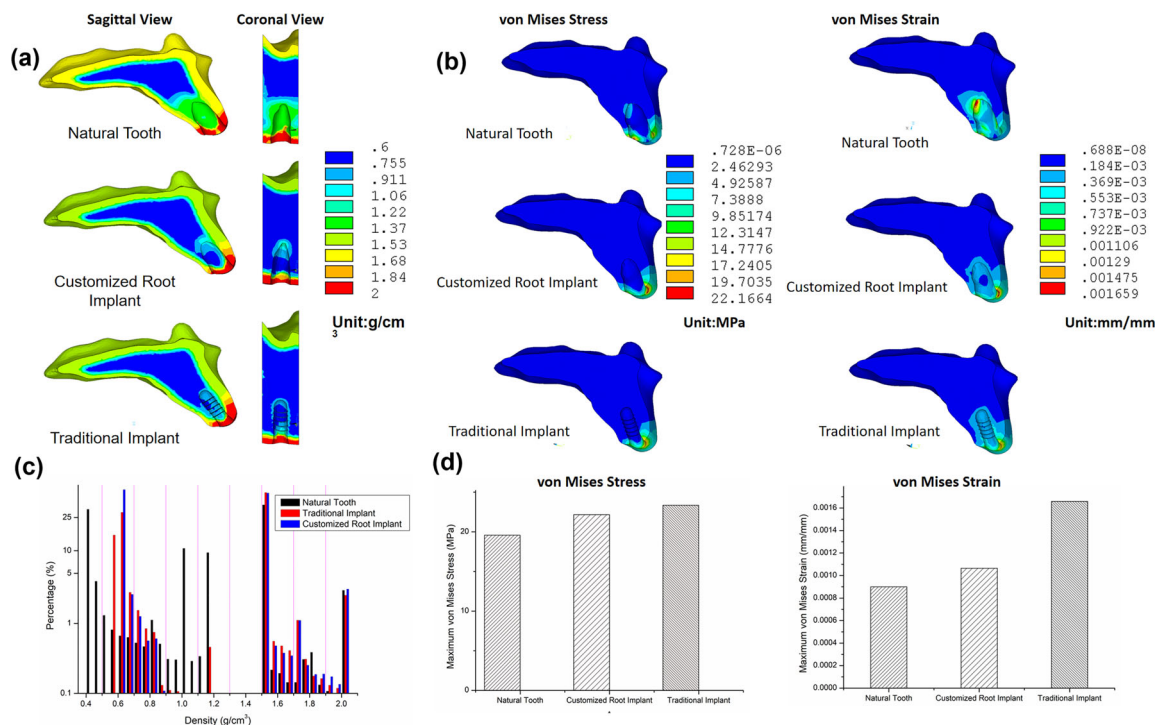 Sagittal View
Coronal View
(a)
Natural Tooth
Customized Root
Implant
Traditional Implant
.6
.755
.911
1.06
1.22
1.37
1.53
1.68
1.84
2
Unit:g/cm
3
von Mises Stress
von Mises Strain
(b)
Natural Tooth
Customized Root Implant
Traditional Implant
.728E-06
2.46293
4.92587
7.3888
9.85174
12.3147
14.7776
17.2405
19.7035
22.1664
Unit:MPa
Natural Tooth
Customized Root Implant
Traditional Implant
.688E-08
.184E-03
.369E-03
.553E-03
.737E-03
.922E-03
.001106
.00129
.001475
.001659
Unit:mm/mm
(c)
Natural Tooth
Traditional Implant
Customized Root Implant
Percentage (%)
25
10
5
1
0.1
0.4 0.6 0.8 1.0 1.2 1.4 1.6 1.8 2.0
Density (g/cm3)
(d)
von Mises Stress
Maximum von Mises Stress (MPa)
20
10
0
Natural Tooth Customized Root Implant Traditional Implant
von Mises Strain
Maximum von Mises Strain (mm/mm)
0.0016
0.0014
0.0012
0.0010
0.0008
0.0006
0.0004
0.0002
0.0000
Natural Tooth Customized Root Implant Traditional Implant